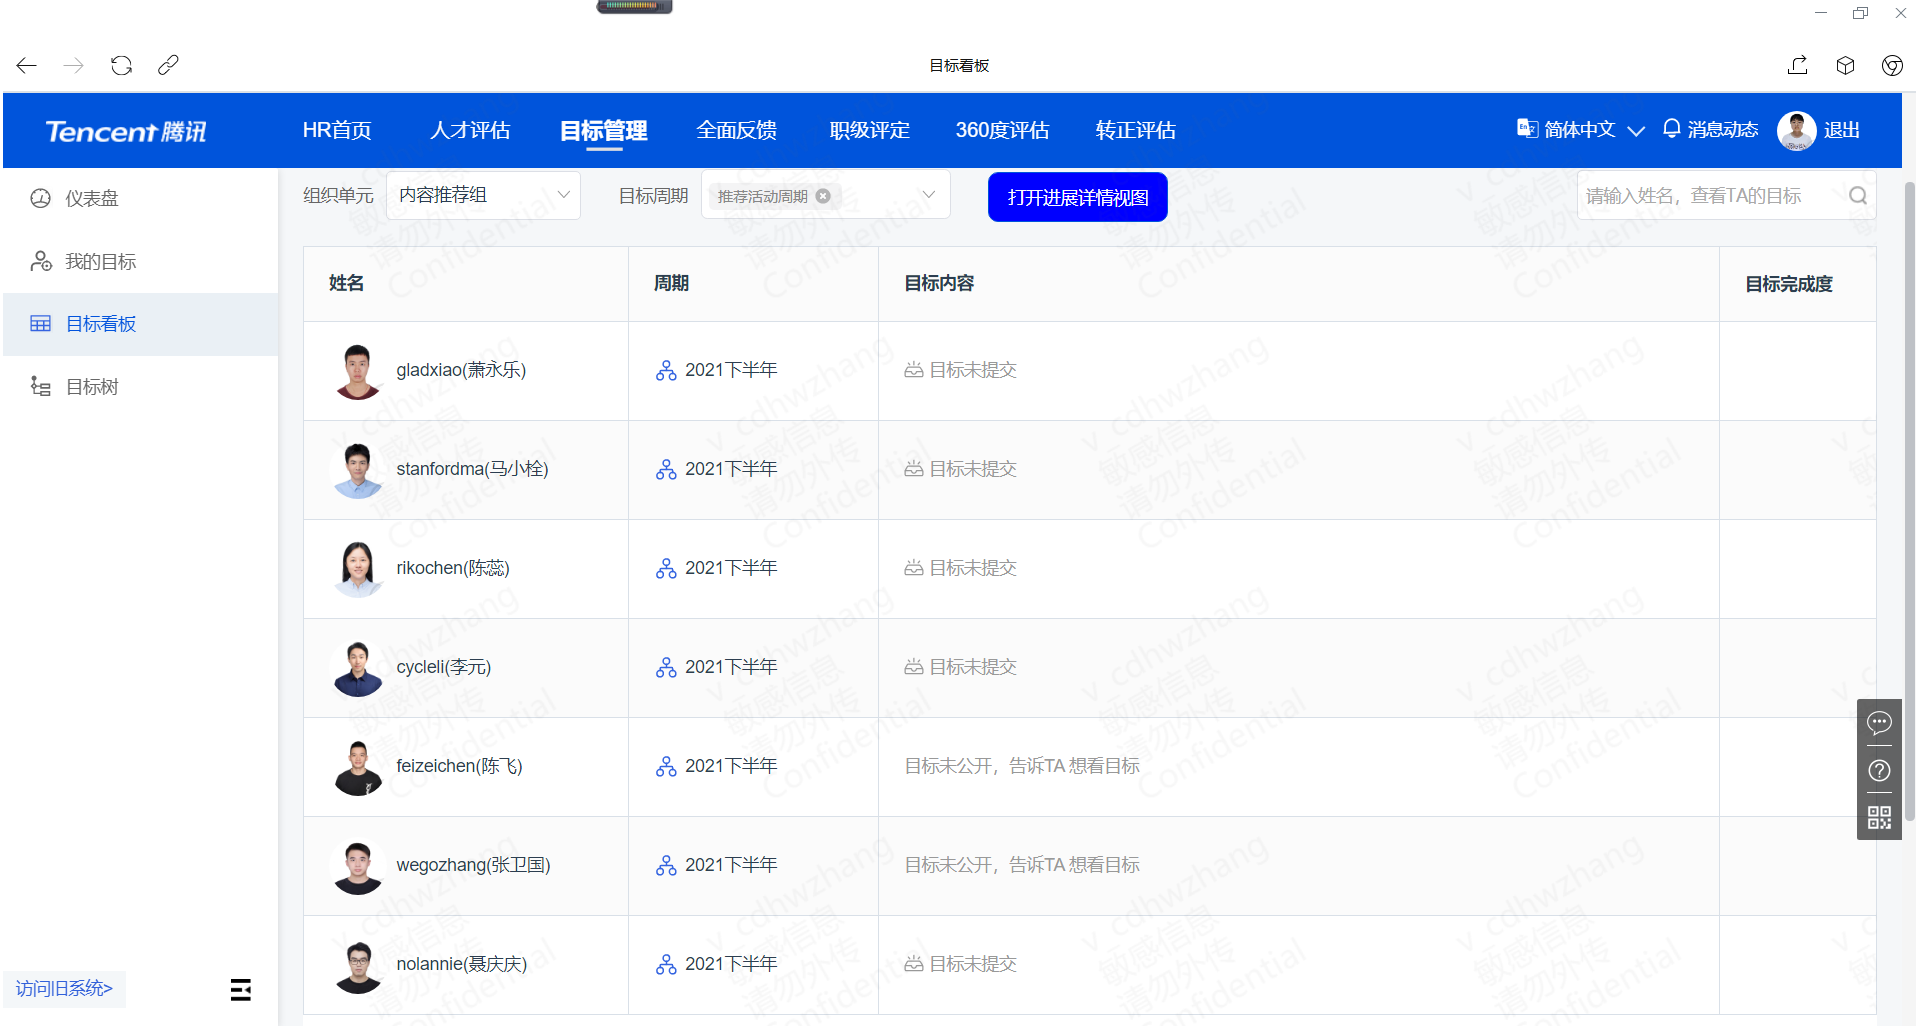 目标看板
Tencent 腾讯
HR首页 人才评估 目标管理 全面反馈 职级评定 360度评估 转正评估 简体中文 消息动态 退出
仪表盘
我的目标
目标看板
目标树
访问旧系统>
组织单元 内容推荐组 目标周期 推荐活动周期 打开进展详情视图 请输入姓名，查看TA的目标
姓名 周期 目标内容 目标完成度
gladxiao(萧永乐) 2021下半年 目标未提交
stanfordma(马小栓) 2021下半年 目标未提交
rikochen(陈蕊) 2021下半年 目标未提交
cycleli(李元) 2021下半年 目标未提交
feizeichen(陈飞) 2021下半年 目标未公开，告诉TA 想看目标
wegozhang(张卫国) 2021下半年 目标未公开，告诉TA 想看目标
nolannie(聂庆庆) 2021下半年 目标未提交
v_cdhwzhang
敏感信息
请勿外传
Confidential